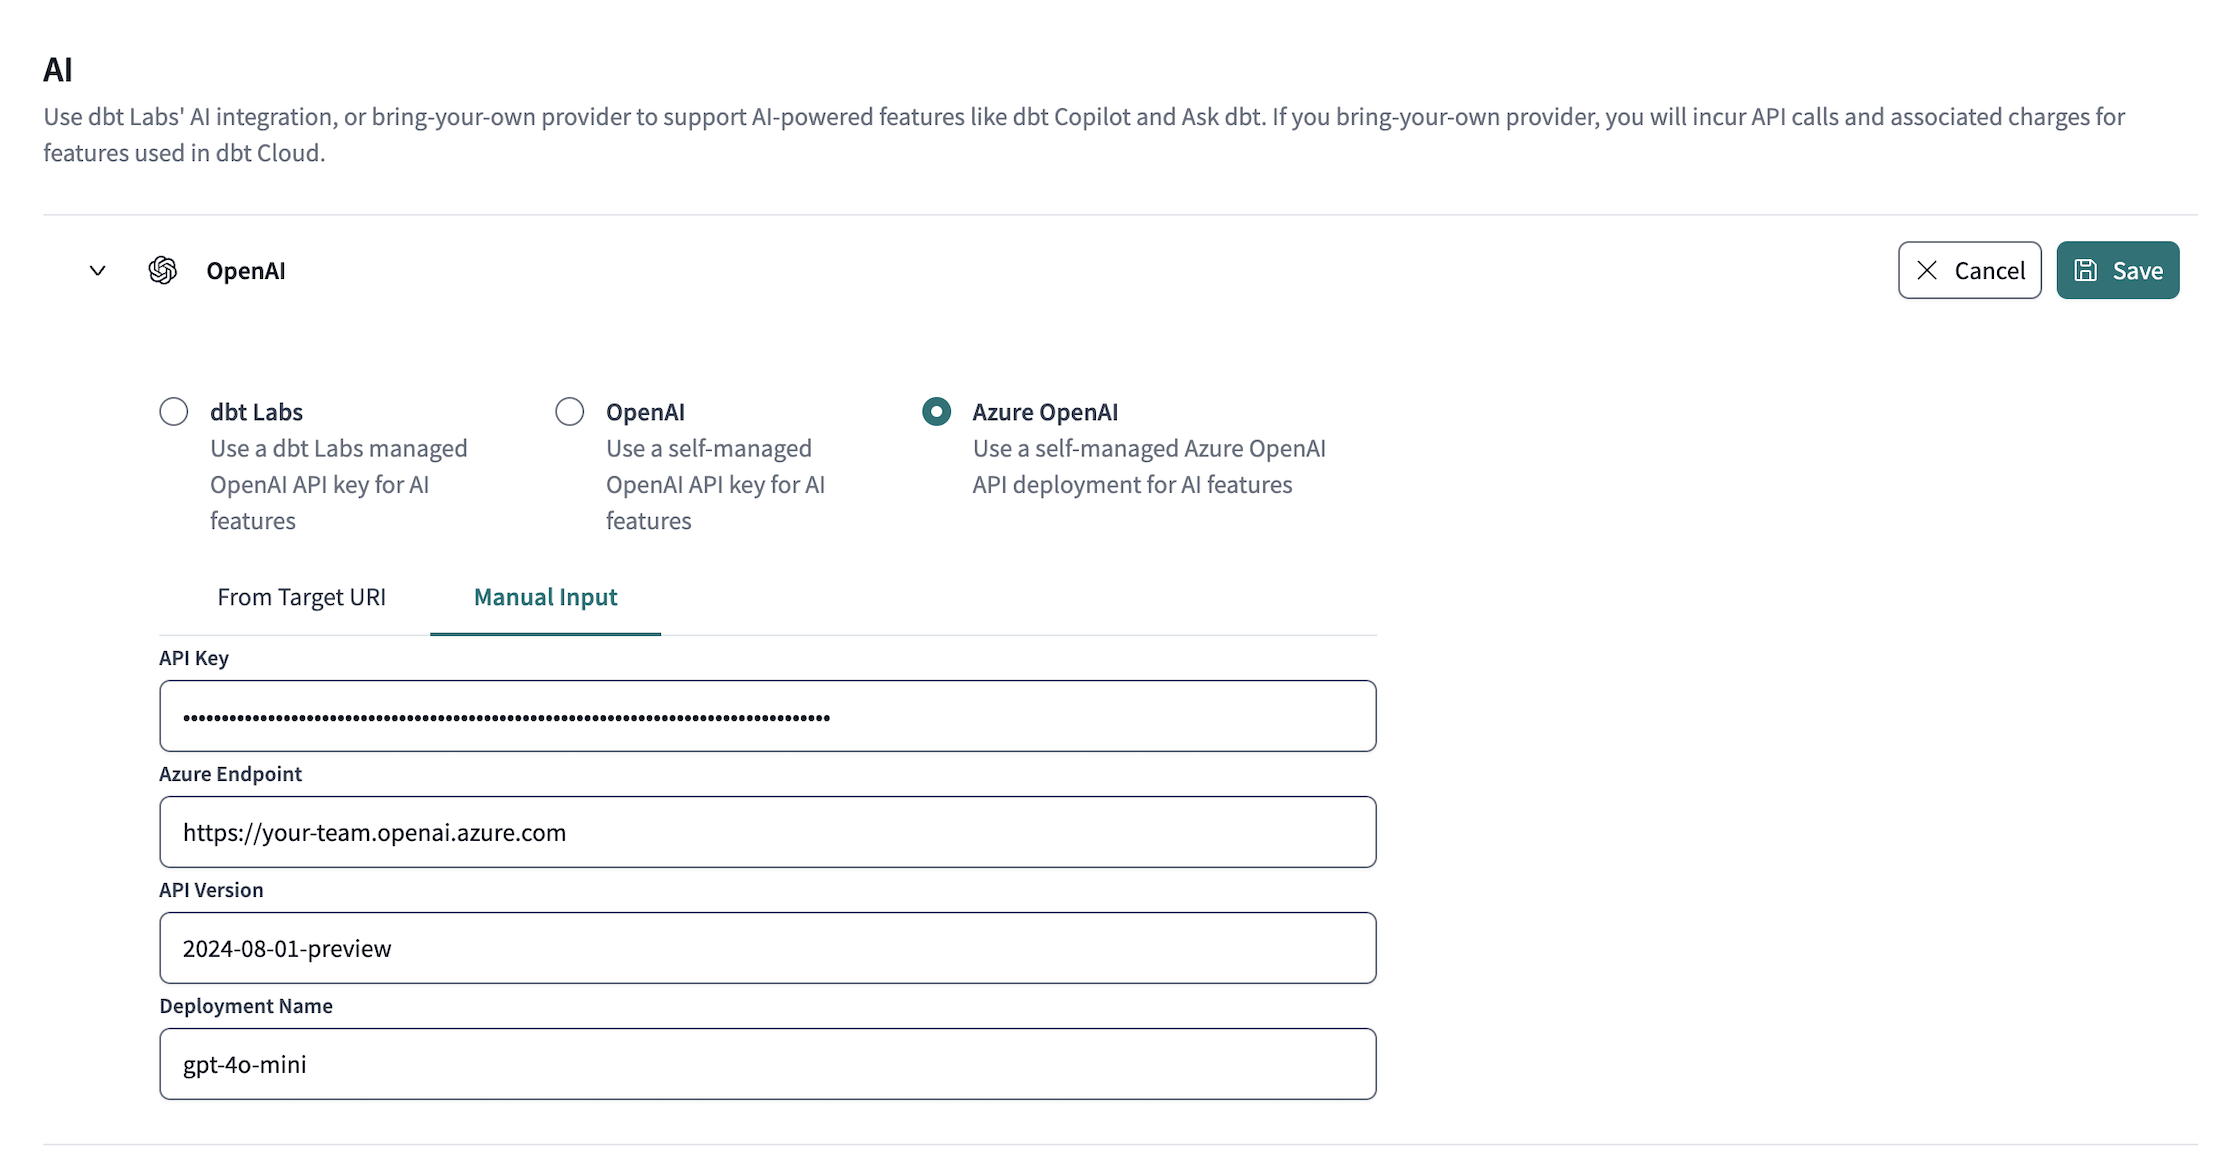 AI
Use dbt Labs' AI integration, or bring-your-own provider to support AI-powered features like dbt Copilot and Ask dbt. If you bring-your-own provider, you will incur API calls and associated charges for
features used in dbt Cloud.
OpenAI
Cancel
Save
dbt Labs
Use a dbt Labs managed
OpenAI API key for AI
features
OpenAI
Use a self-managed
OpenAI API key for AI
features
Azure OpenAI
Use a self-managed Azure OpenAI
API deployment for AI features
From Target URI
Manual Input
API Key
Azure Endpoint
https://your-team.openai.azure.com
API Version
2024-08-01-preview
Deployment Name
gpt-4o-mini